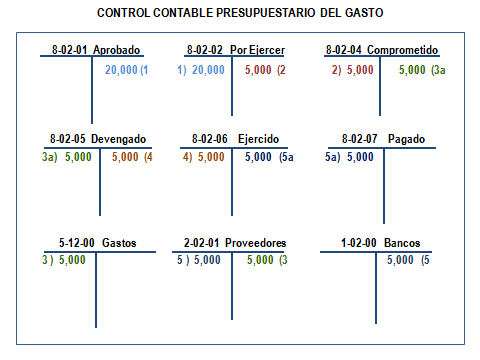 CONTROL CONTABLE PRESUPUESTARIO DEL GASTO
8-02-01 Aprobado 8-02-02 Por Ejercer 8-02-04 Comprometido
20,000 (1 1) 20,000 5,000 (2 2) 5,000 5,000 (3a
8-02-05 Devengado 8-02-06 Ejercido 8-02-07 Pagado
3a) 5,000 5,000 (4 4) 5,000 5,000 (5a 5a) 5,000
5-12-00 Gastos 2-02-01 Proveedores 1-02-00 Bancos
3 ) 5,000 5 ) 5,000 5,000 (3 5,000 (5